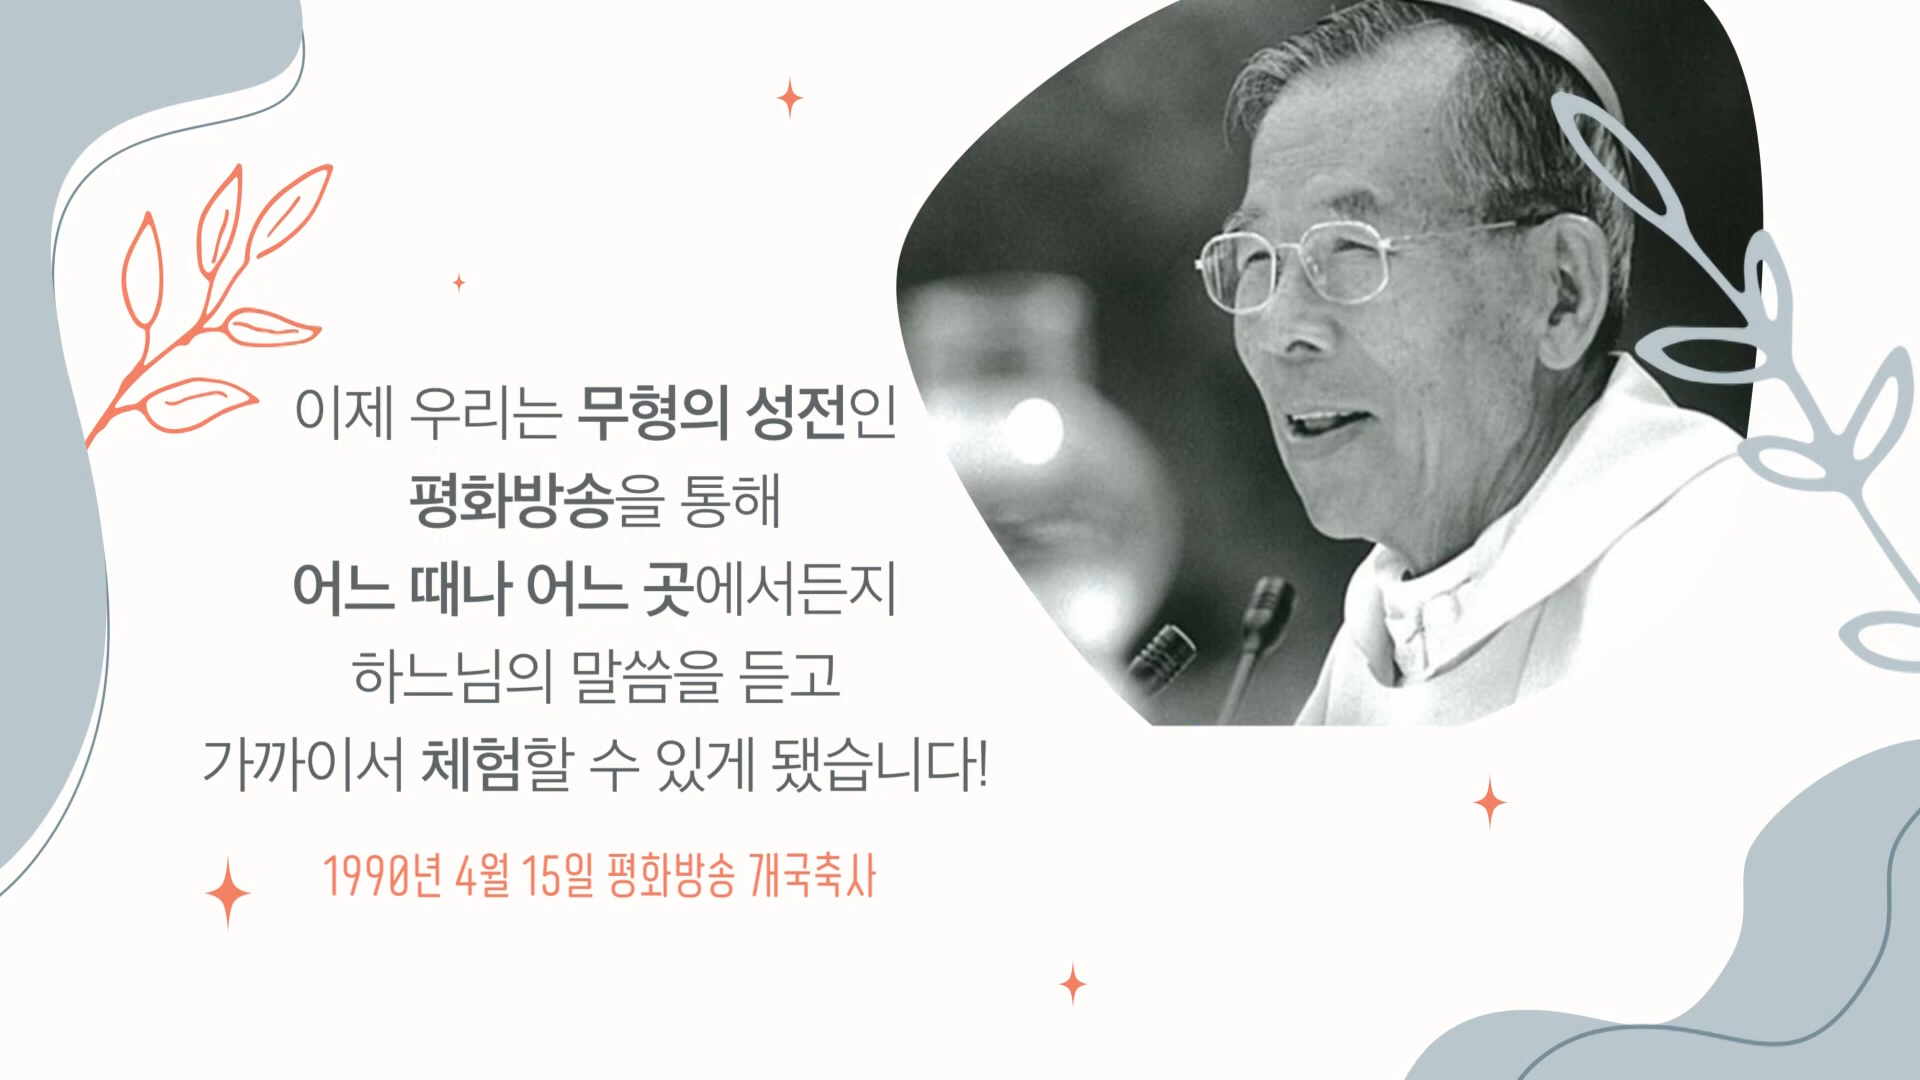 이제 우리는 무형의 성전인
평화방송을 통해
어느 때나 어느 곳에서든지
하느님의 말씀을 듣고
가까이서 체험할 수 있게 됐습니다!
1990년 4월 15일 평화방송 개국축사